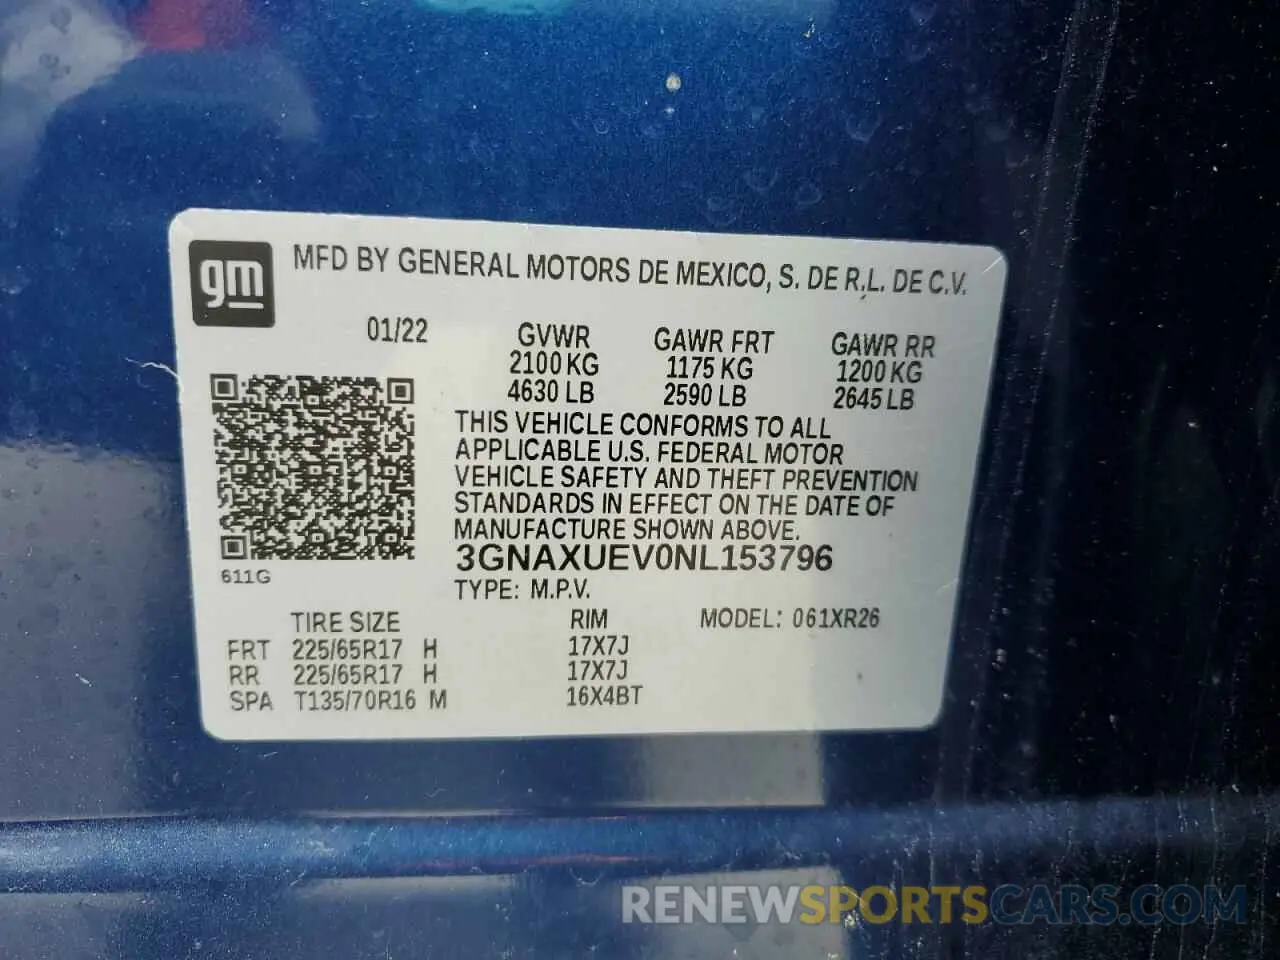 gm
MFD BY GENERAL MOTORS DE MEXICO, S. DE R.L. DE C.V.
01/22 GVWR GAWR FRT GAWR RR
2100 KG 1175 KG 1200 KG
4630 LB 2590 LB 2645 LB
THIS VEHICLE CONFORMS TO ALL
APPLICABLE U.S. FEDERAL MOTOR
VEHICLE SAFETY AND THEFT PREVENTION
STANDARDS IN EFFECT ON THE DATE OF
MANUFACTURE SHOWN ABOVE.
3GNAXUEV0NL153796
611G
TYPE: M.P.V.
TIRE SIZE RIM MODEL: 061XR26
FRT 225/65R17 H 17X7J
RR 225/65R17 H 17X7J
SPA T135/70R16 M 16X4BT
RENEWSPORTSCARS.COM